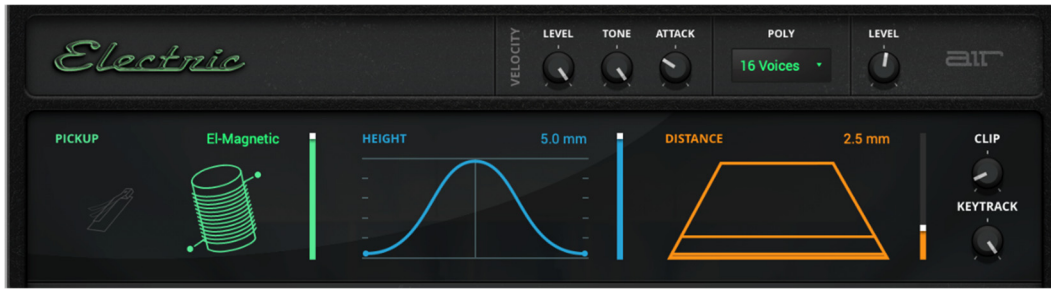 Electric
VELOCITY
LEVEL TONE ATTACK
POLY
16 Voices
LEVEL
air
PICKUP El-Magnetic
HEIGHT 5.0 mm
DISTANCE 2.5 mm
CLIP
KEYTRACK